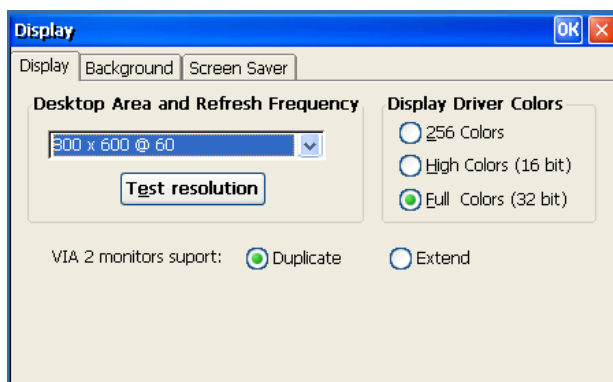 Display OK
Display Background Screen Saver
Desktop Area and Refresh Frequency
800 x 600 @ 60
Test resolution
Display Driver Colors
256 Colors
High Colors (16 bit)
Full Colors (32 bit)
VIA 2 monitors suport: Duplicate Extend